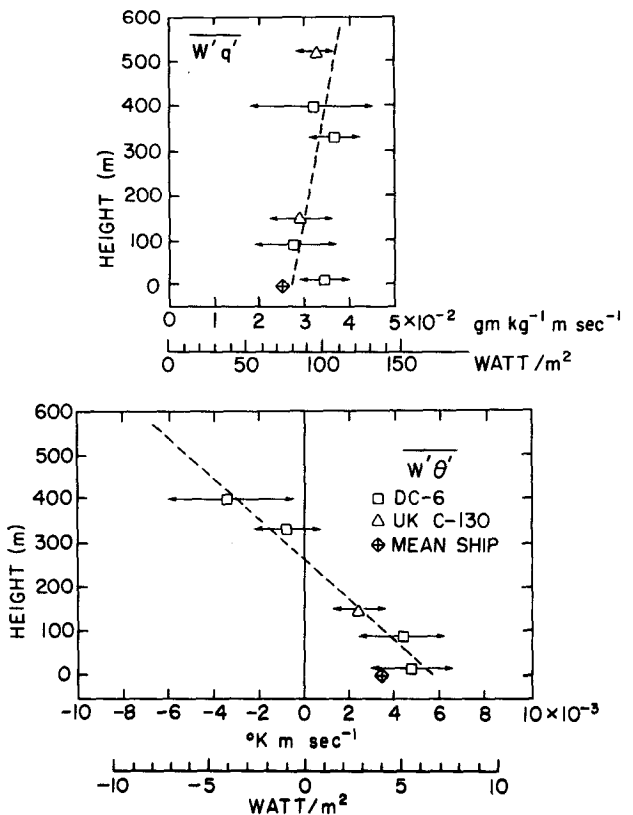 600
W'q'
500
400
300
200
100
0
HEIGHT (m)
0 1 2 3 4 5×10⁻² gm kg⁻¹ m sec⁻¹
0 50 100 150 WATT/m²
600
500
400
300
200
100
0
HEIGHT (m)
W'θ'
DC-6
UK C-130
MEAN SHIP
-10 -8 -6 -4 -2 0 2 4 6 8 10×10⁻³
°K m sec⁻¹
-10 -5 0 5 10
WATT/m²